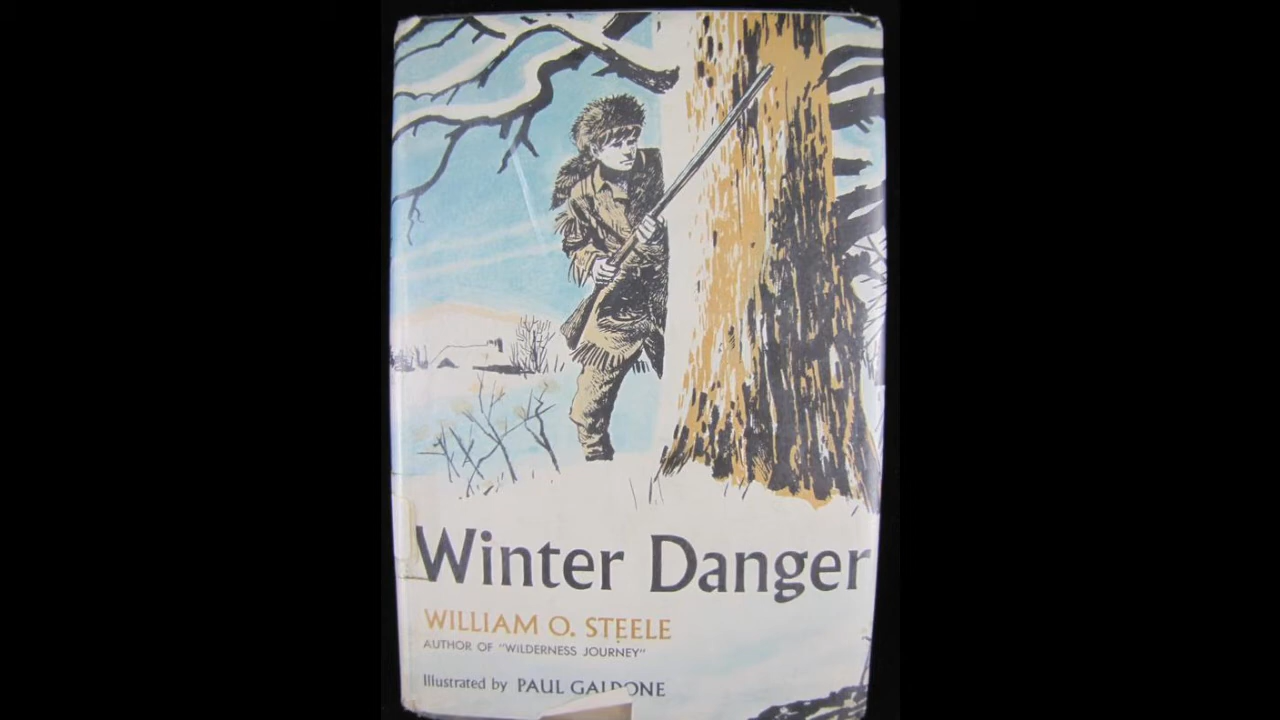 Winter Danger
WILLIAM O. STEELE
AUTHOR OF "WILDERNESS JOURNEY"
Illustrated by PAUL GALDONE